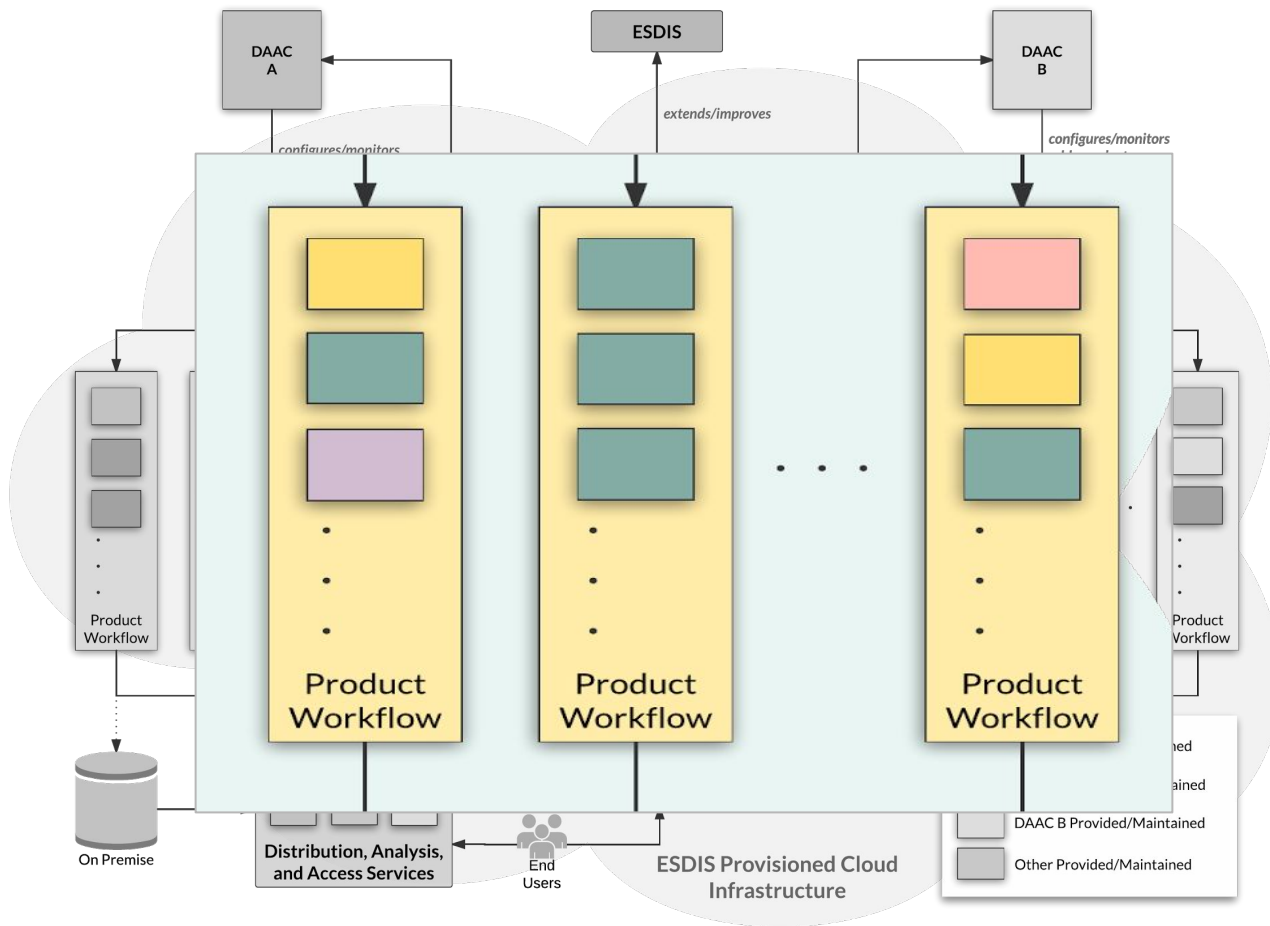 DAAC
A
ESDIS
DAAC
B
extends/improves
configures/monitors
configures/monitors
Product
Workflow
Product
Workflow
Product
Workflow
Product
Workflow
Product
Workflow
On Premise
Distribution, Analysis,
and Access Services
End
Users
ESDIS Provisioned Cloud
Infrastructure
DAAC B Provided/Maintained
Other Provided/Maintained